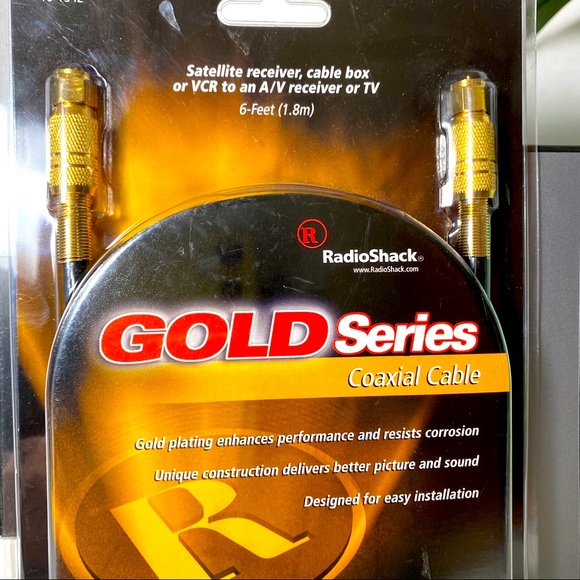 Satellite receiver, cable box
or VCR to an A/V receiver or TV
6-Feet (1.8m)
R
RadioShack®
www.RadioShack.com
GOLD Series
Coaxial Cable
Gold plating enhances performance and resists corrosion
Unique construction delivers better picture and sound
Designed for easy installation
R